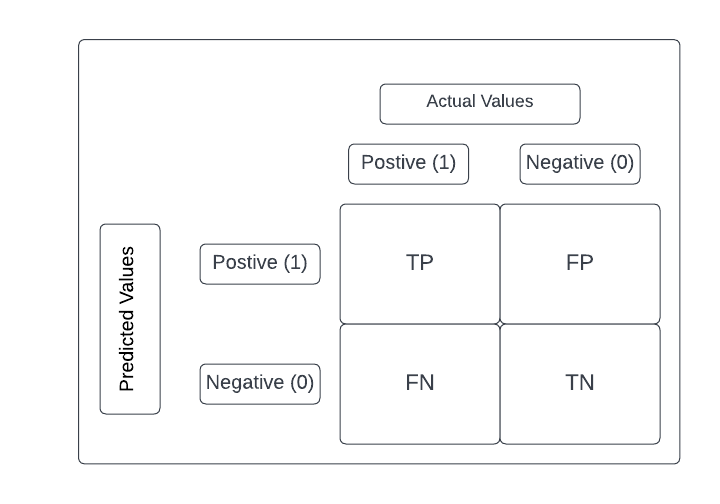 Actual Values
Postive (1)
Negative (0)
Predicted Values
Postive (1)
TP
FP
Negative (0)
FN
TN